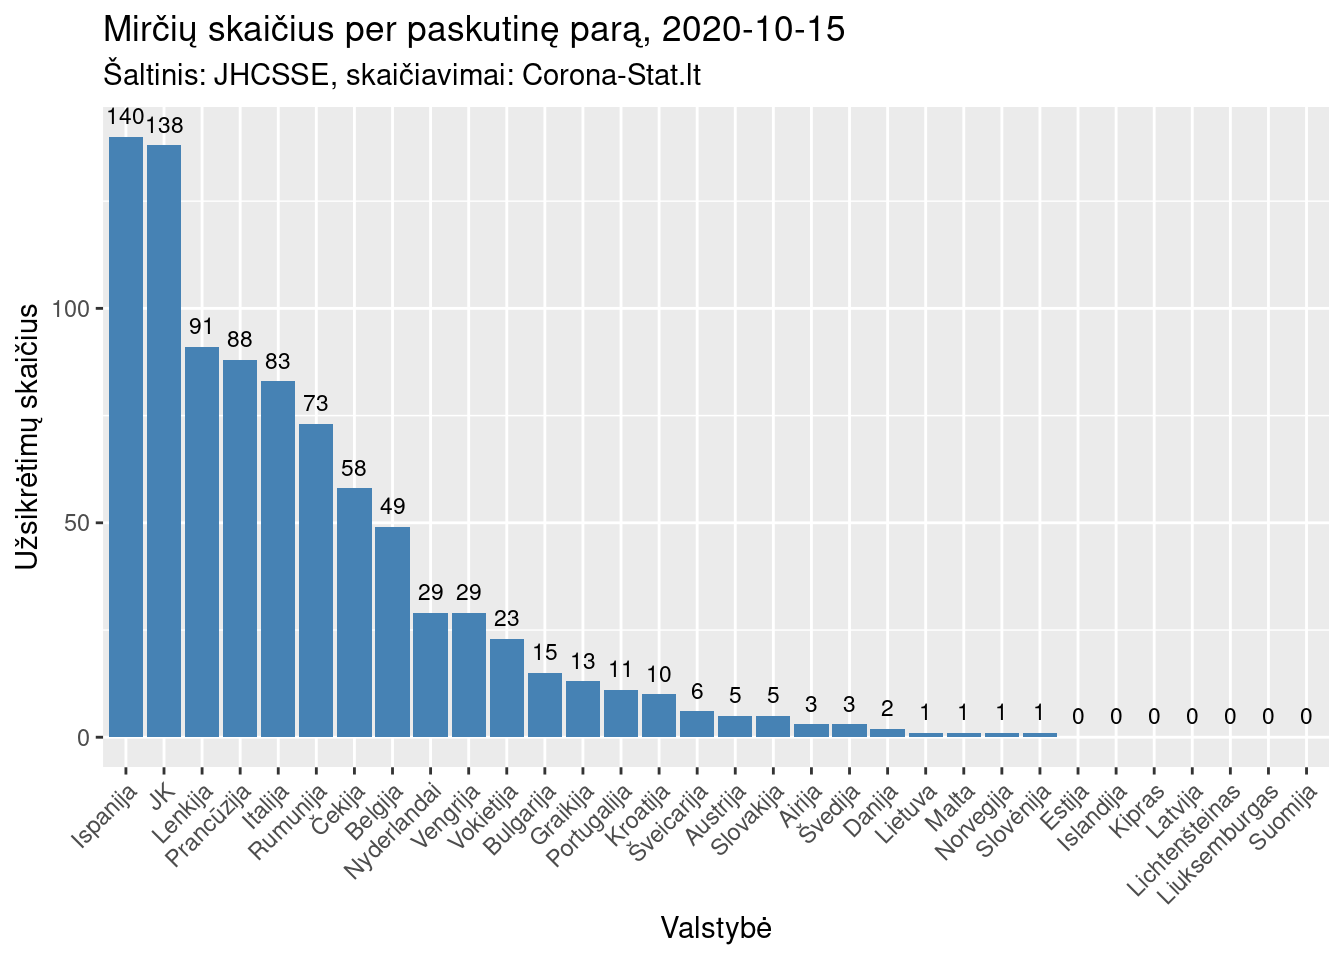 Mirčių skaičius per paskutinę parą, 2020-10-15
Šaltinis: JHCSSE, skaičiavimai: Corona-Stat.lt
Užsikrėtimų skaičius
100
50
0
140
138
91
88
83
73
58
49
29
29
23
15
13
11
10
6
5
5
3
3
2
1
1
1
1
0
0
0
0
0
0
0
Ispanija
JK
Lenkija
Prancūzija
Italija
Rumunija
Čekija
Belgija
Nyderlandai
Vengrija
Vokietija
Bulgarija
Graikija
Portugalija
Kroatija
Šveicarija
Austrija
Slovakija
Airija
Švedija
Danija
Lietuva
Malta
Norvegija
Slovėnija
Estija
Islandija
Kipras
Latvija
Lichtenšteinas
Liuksemburgas
Suomija
Valstybė